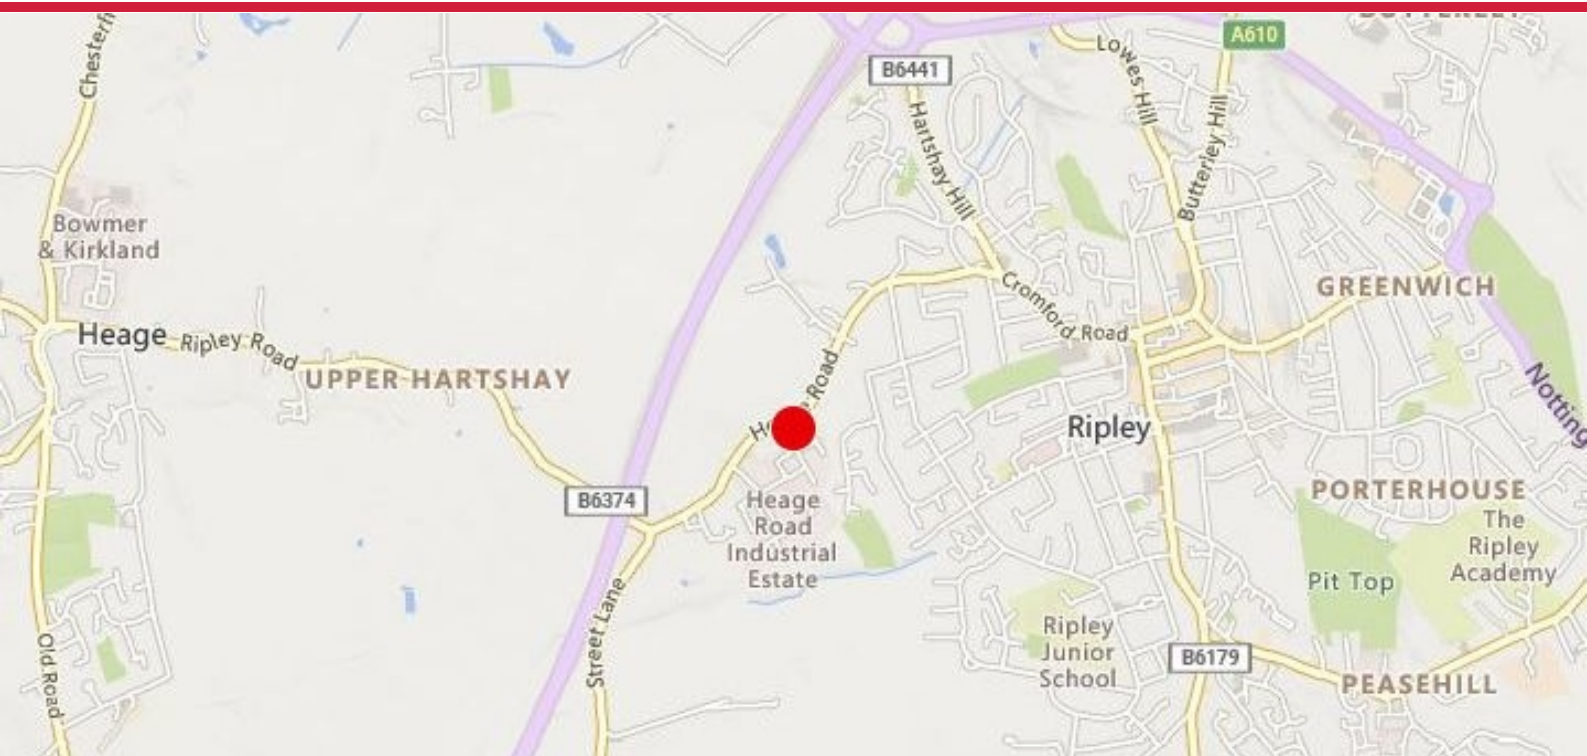 Chesterf
B6441
Lowes Hill
A610
Hartshay Hill
Butterley Hill
Bowmer
& Kirkland
GREENWICH
Cromford Road
Heage
Ripley Road
UPPER HARTSHAY
Road
Ripley
Notting
B6374
Heage
Road
Industrial
Estate
PORTERHOUSE
The
Ripley
Academy
Pit Top
Street Lane
Old Road
Ripley
Junior
School
B6179
PEASEHILL